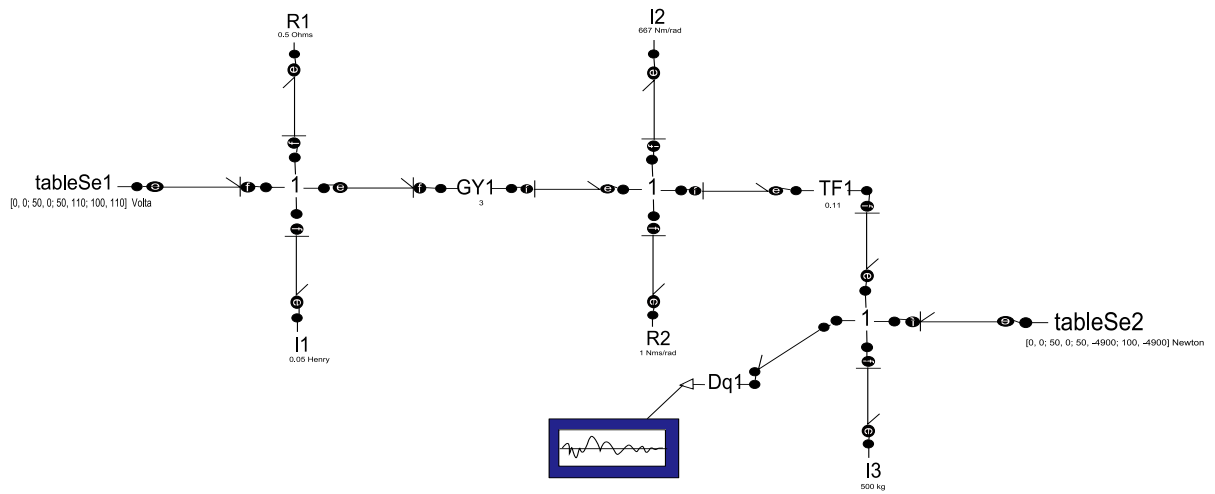 R1
0.5 Ohms
I2
667 Nm/rad
e
e
f
f
tableSe1
e
f
1
e
f
GY1
f
e
1
f
e
TF1
[0, 0; 50, 0; 50, 110; 100, 110] Volta
3
0.11
f
f
f
e
e
e
I1
0.05 Henry
R2
1 Nms/rad
1
f
e
tableSe2
[0, 0; 50, 0; 50, -4900; 100, -4900] Newton
f
Dq1
e
I3
500 kg